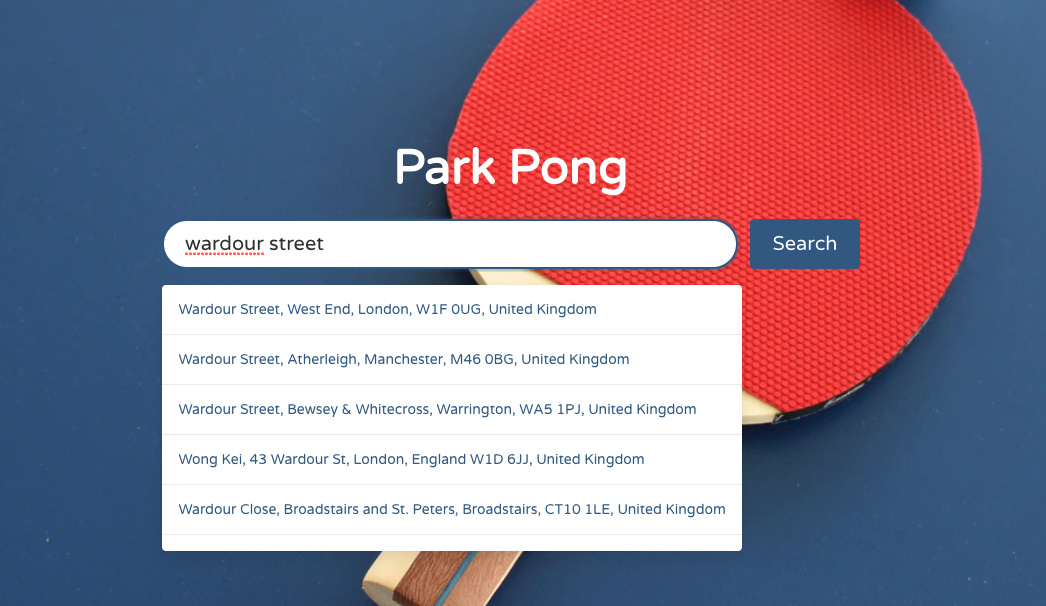 Park Pong
wardour street
Search
Wardour Street, West End, London, W1F 0UG, United Kingdom
Wardour Street, Atherleigh, Manchester, M46 0BG, United Kingdom
Wardour Street, Bewsey & Whitecross, Warrington, WA5 1PJ, United Kingdom
Wong Kei, 43 Wardour St, London, England W1D 6JJ, United Kingdom
Wardour Close, Broadstairs and St. Peters, Broadstairs, CT10 1LE, United Kingdom